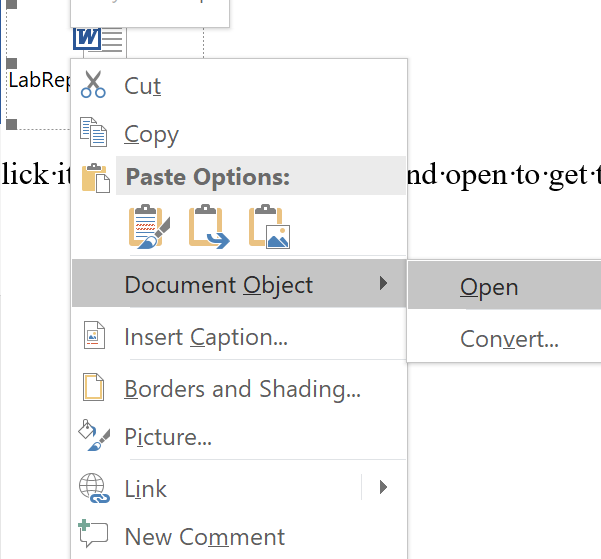 W
LabRep
Cut
Copy
lick·it
nd·open·to·get·t
Paste Options:
Document Object
Open
Insert Caption...
Convert...
Borders and Shading...
Picture...
Link
New Comment